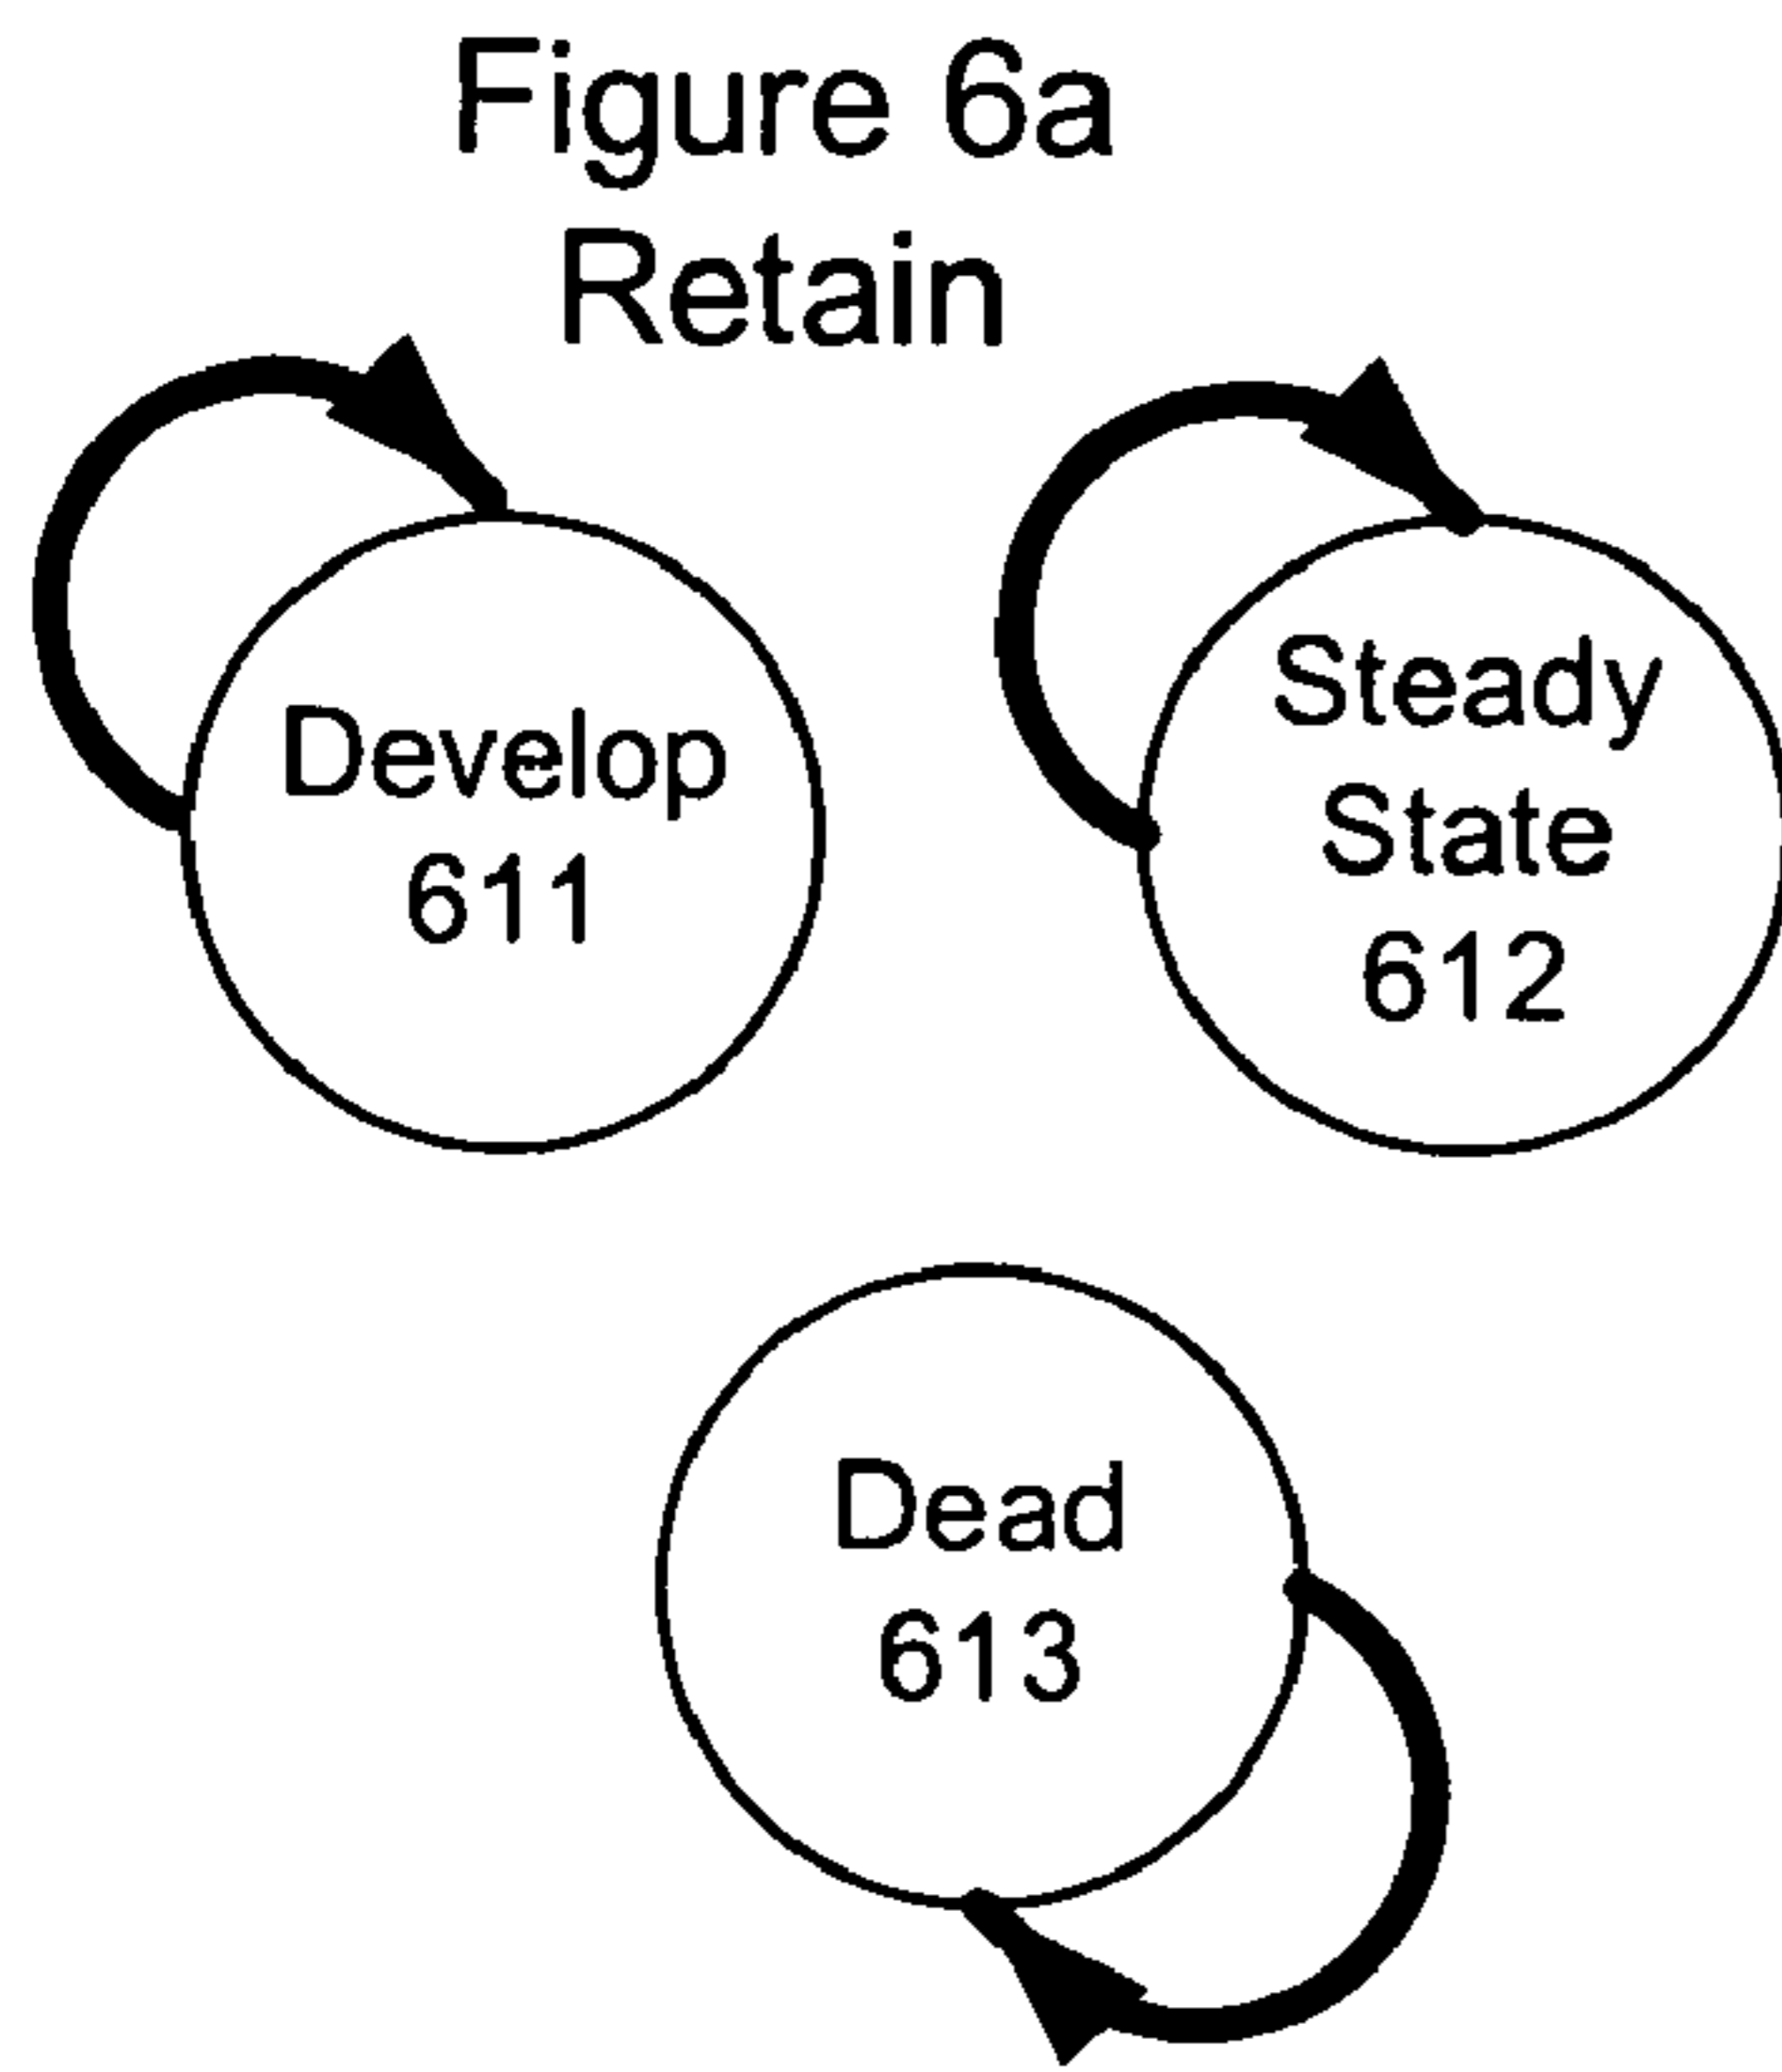 Figure 6a
Retain
Develop
611
Steady
State
612
Dead
613